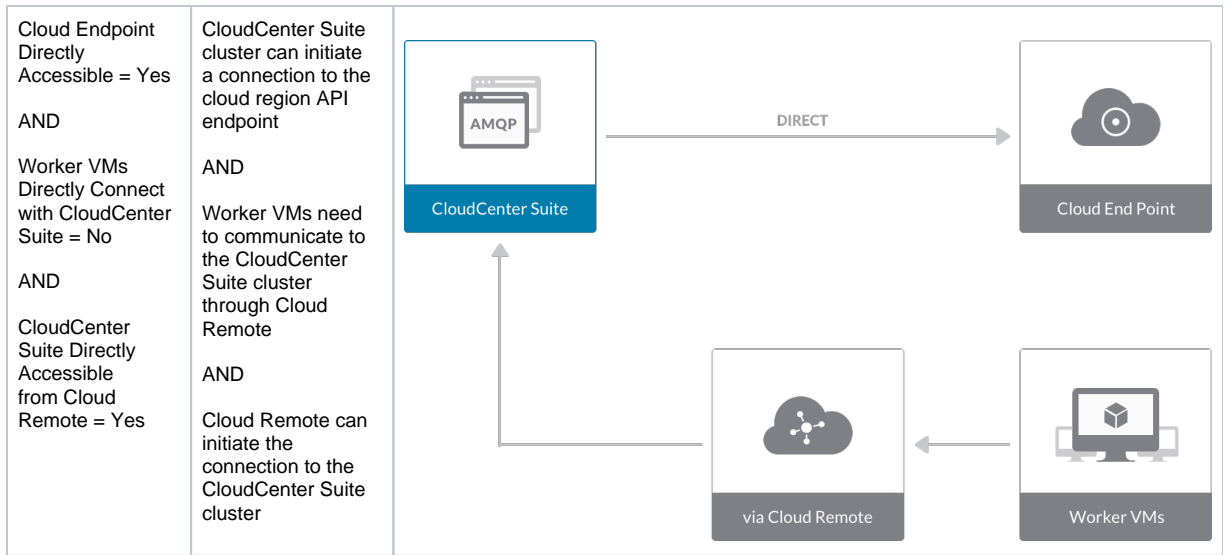 Cloud Endpoint
Directly
Accessible = Yes
AND
Worker VMs
Directly Connect
with CloudCenter
Suite = No
AND
CloudCenter
Suite Directly
Accessible
from Cloud
Remote = Yes
CloudCenter Suite
cluster can initiate
a connection to the
cloud region API
endpoint
AND
Worker VMs need
to communicate to
the CloudCenter
Suite cluster
through Cloud
Remote
AND
Cloud Remote can
initiate the
connection to the
CloudCenter Suite
cluster
AMQP
CloudCenter Suite
DIRECT
Cloud End Point
via Cloud Remote
Worker VMs